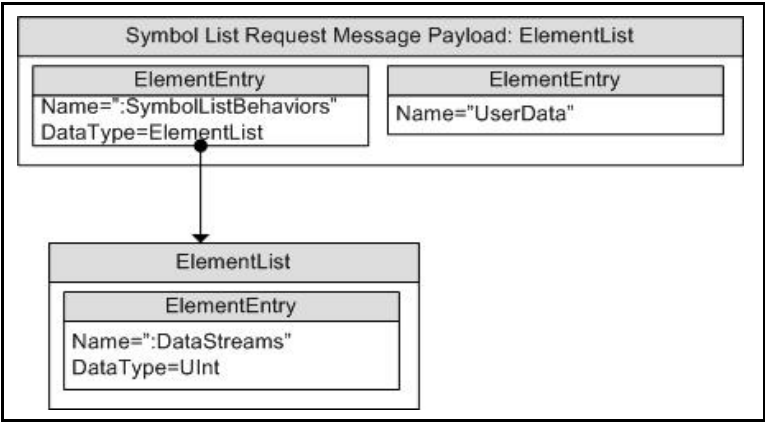 Symbol List Request Message Payload: ElementList
ElementEntry
Name=":SymbolListBehaviors"
DataType=ElementList
ElementEntry
Name="UserData"
ElementList
ElementEntry
Name=":DataStreams"
DataType=UInt